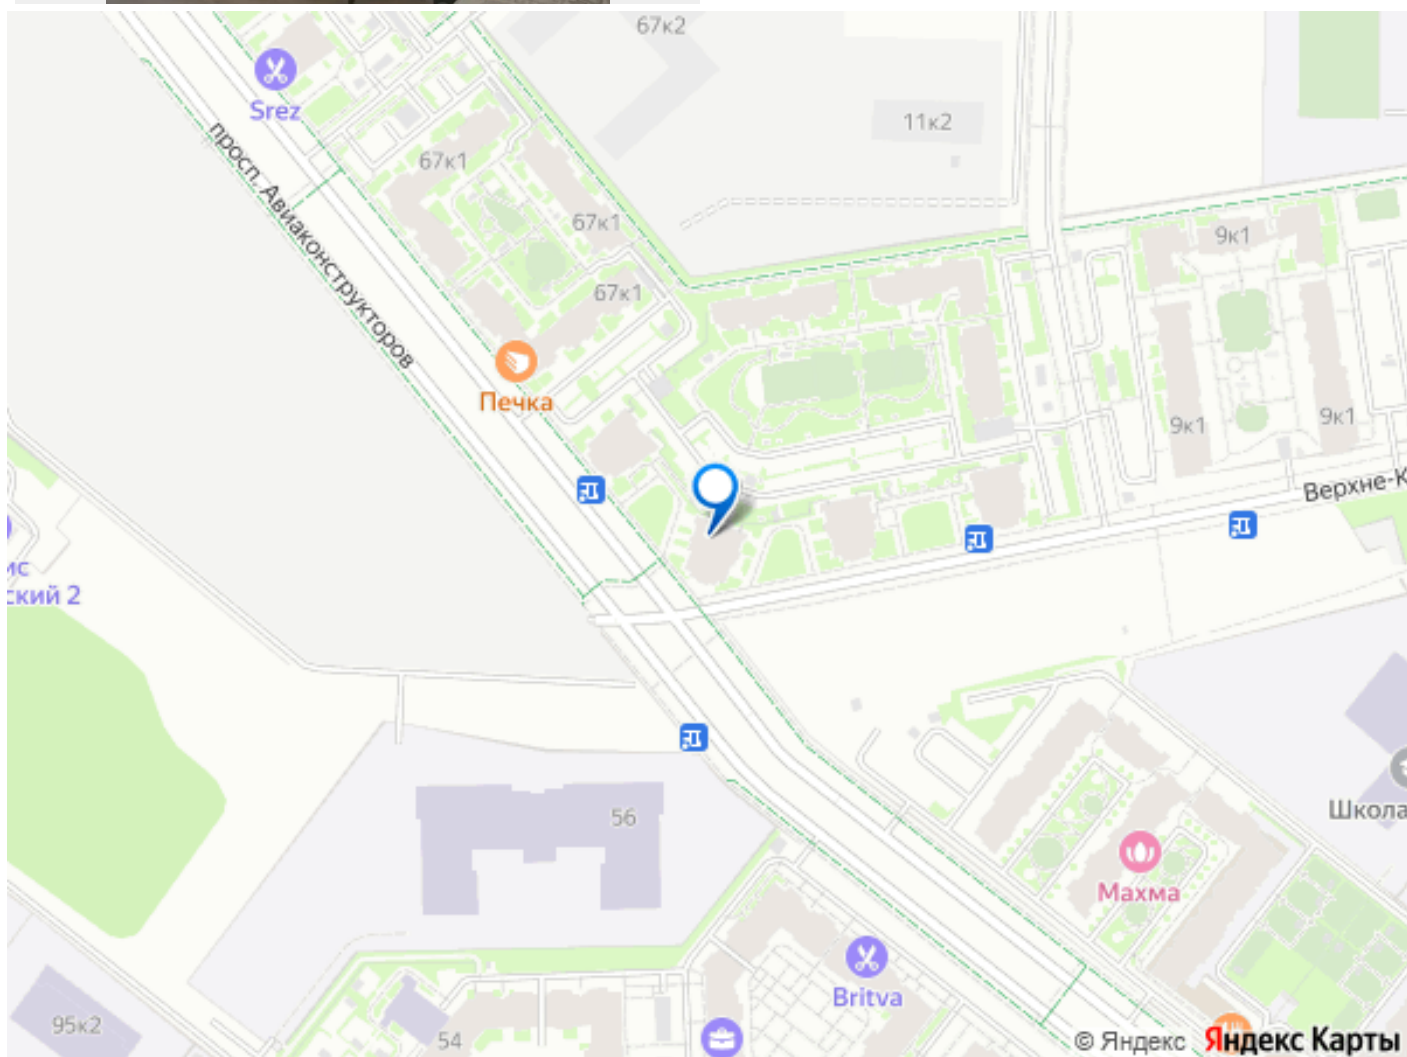 67к2
Srez
11к2
67к1
просп. Авиаконструкторов
67к1
9к1
67к1
Печка
9к1
9к1
Верхне-К
ис
ский 2
56
Школа
Махма
Britva
95к2
54
© Яндекс Яндекс Карты